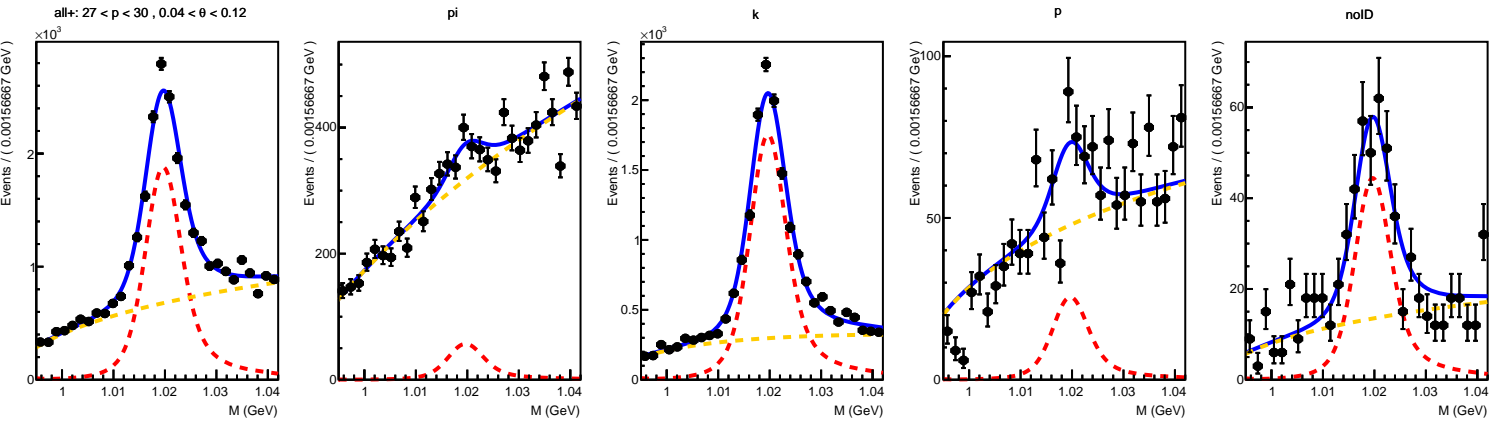 all+: 27 < p < 30 , 0.04 < θ < 0.12
×10³
Events / ( 0.00156667 GeV )
2
1
0
1 1.01 1.02 1.03 1.04
M (GeV)
pi
Events / ( 0.00156667 GeV )
400
200
0
1 1.01 1.02 1.03 1.04
M (GeV)
k
×10³
Events / ( 0.00156667 GeV )
2
1.5
1
0.5
0
1 1.01 1.02 1.03 1.04
M (GeV)
p
Events / ( 0.00156667 GeV )
100
50
0
1 1.01 1.02 1.03 1.04
M (GeV)
noID
Events / ( 0.00156667 GeV )
60
40
20
0
1 1.01 1.02 1.03 1.04
M (GeV)